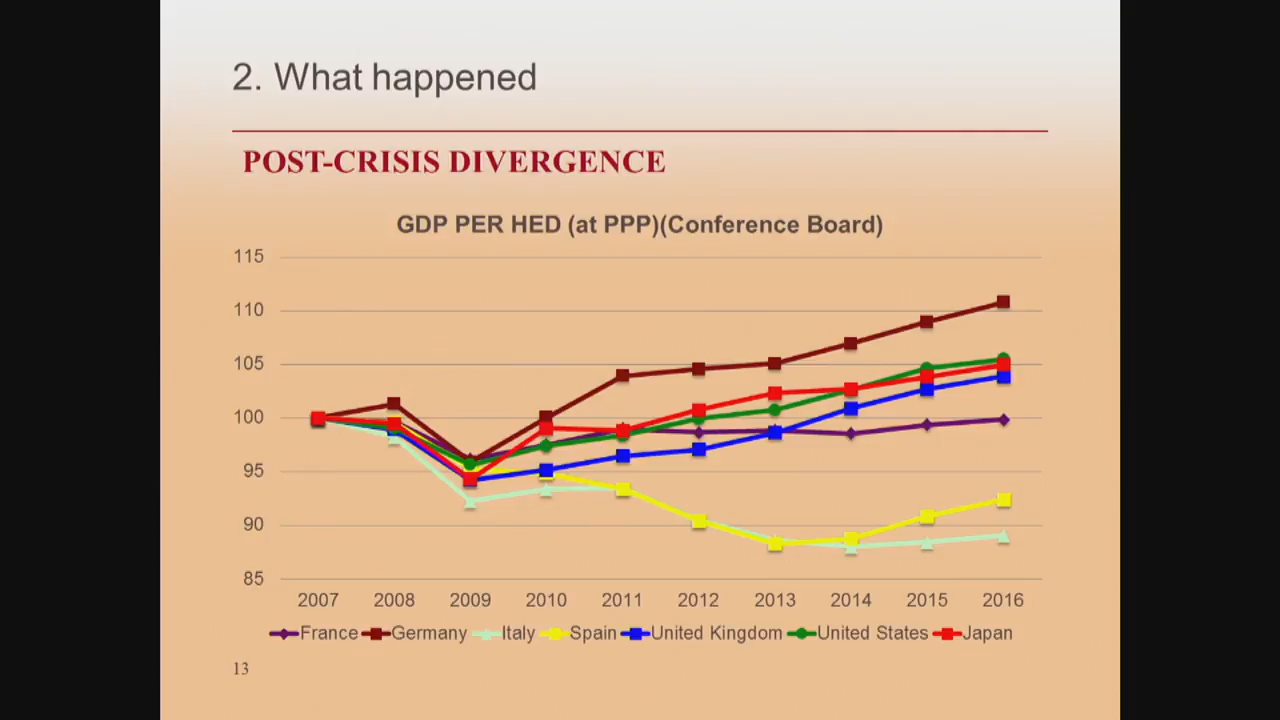 2. What happened
POST-CRISIS DIVERGENCE
GDP PER HED (at PPP)(Conference Board)
115
110
105
100
95
90
85
2007 2008 2009 2010 2011 2012 2013 2014 2015 2016
France Germany Italy Spain United Kingdom United States Japan
13